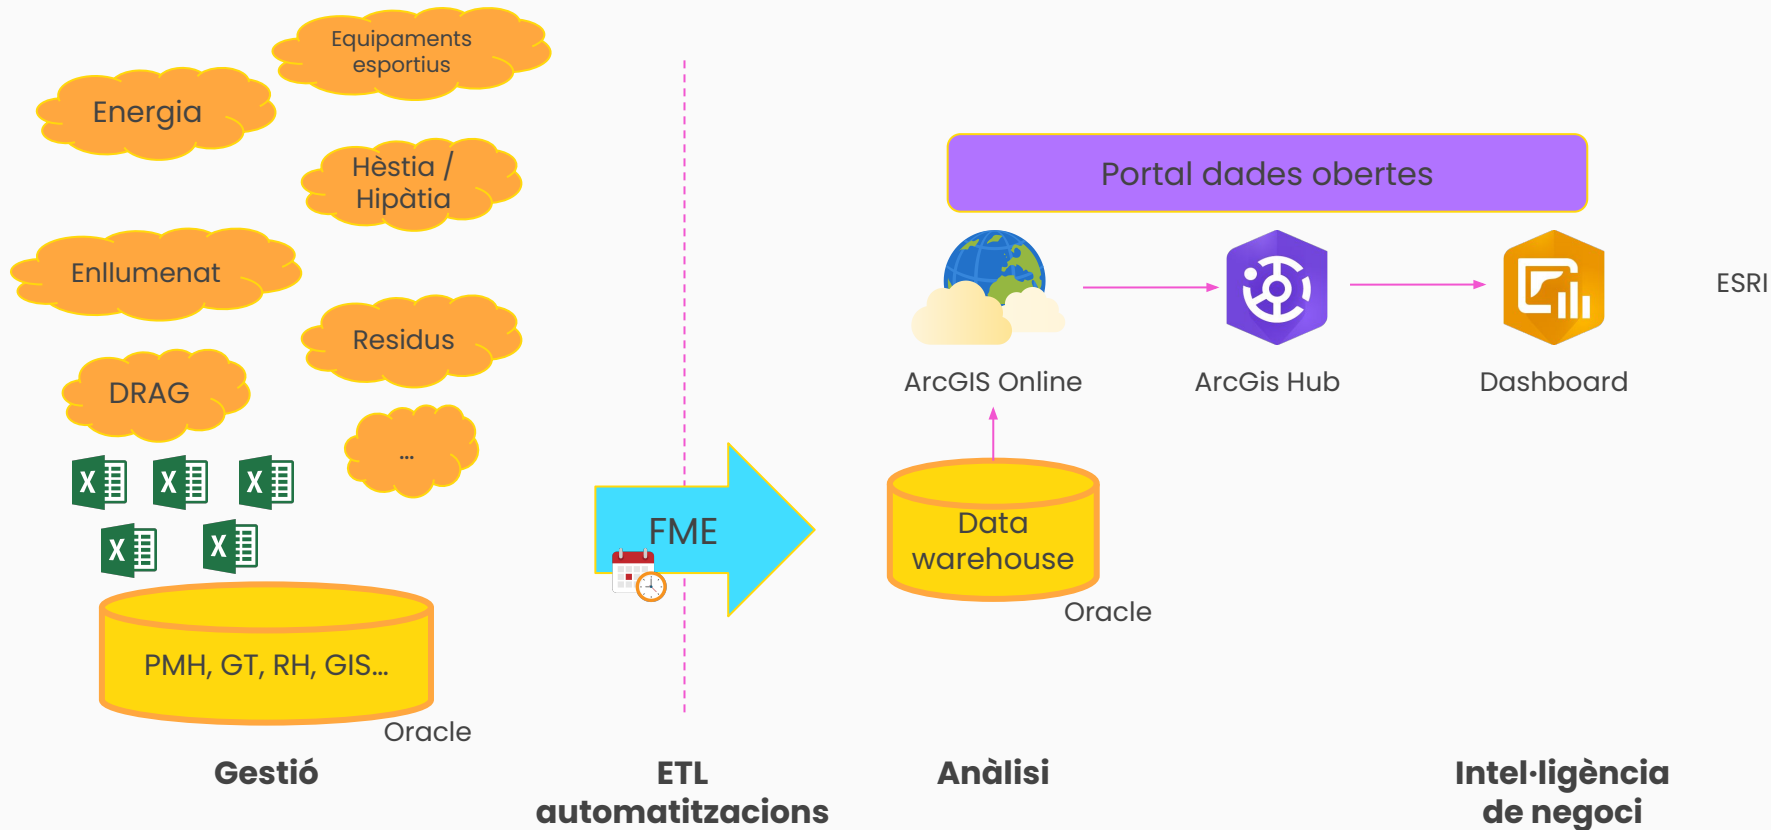 Equipaments
esportius
Energia
Hèstia /
Hipàtia
Enllumenat
Residus
DRAG
...
X
X
X
X
X
PMH, GT, RH, GIS...
Oracle
Gestió
FME
ETL
automatitzacions
Portal dades obertes
ArcGIS Online
ArcGis Hub
Dashboard
ESRI
Data
warehouse
Oracle
Anàlisi
Intel·ligència
de negoci